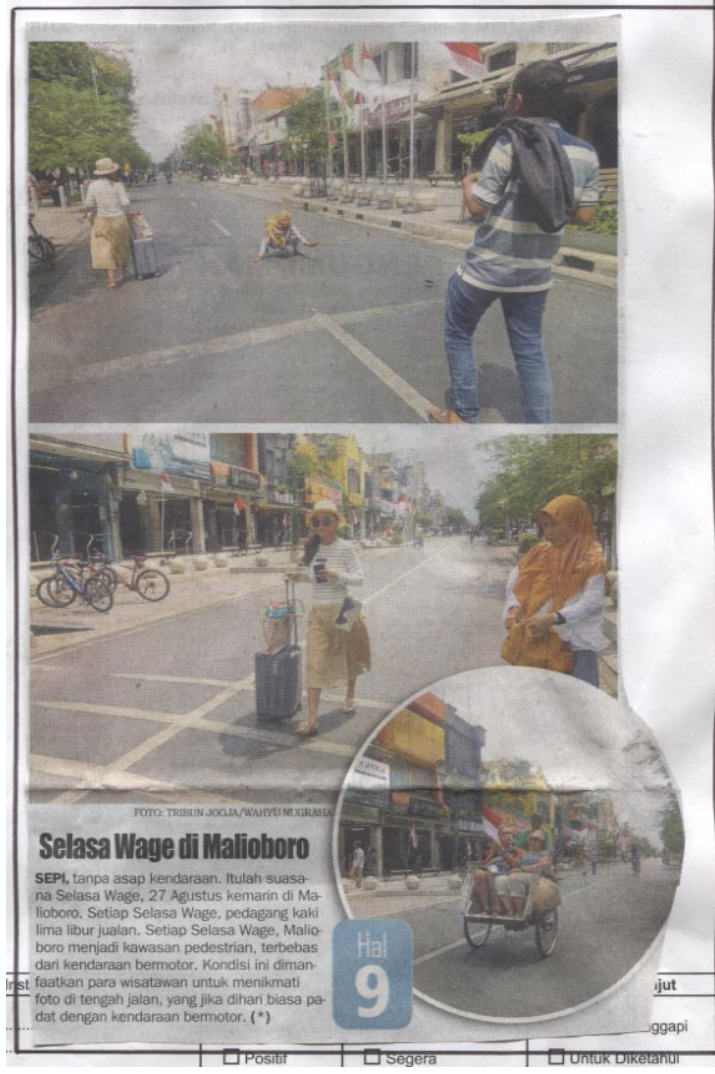 FOTO: TRIBUN JOGJA/WAHYU NUGRAHA
Selasa Wage di Malioboro
SEPI, tanpa asap kendaraan. Itulah suasa-
na Selasa Wage, 27 Agustus kemarin di Ma-
lioboro. Setiap Selasa Wage, pedagang kaki
lima libur jualan. Setiap Selasa Wage, Malio-
boro menjadi kawasan pedestrian, terbebas
dari kendaraan bermotor. Kondisi ini diman-
faatkan para wisatawan untuk menikmati
foto di tengah jalan, yang jika dihari biasa pa-
dat dengan kendaraan bermotor. (*)
Hal
9
Inst
jut
ggapi
Positif
Segera
Untuk Diketahui